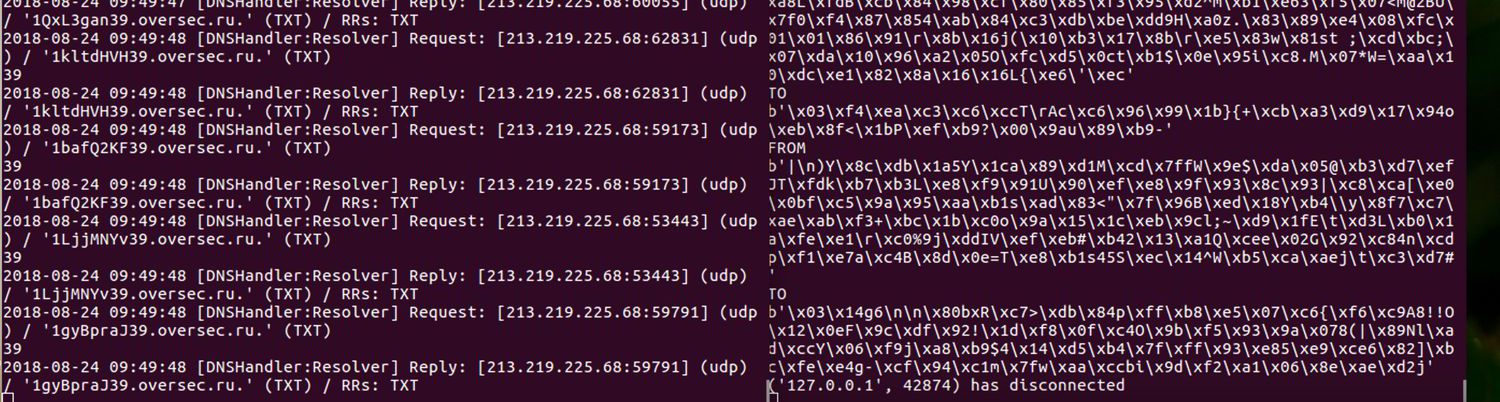 2018-08-24 09:49:47 [DNSHandler:Resolver] Reply: [213.219.225.68:60055] (udp)
/ '1QxL3gan39.oversec.ru.' (TXT) / RRs: TXT
2018-08-24 09:49:48 [DNSHandler:Resolver] Request: [213.219.225.68:62831] (udp
) / '1kltdHVH39.oversec.ru.' (TXT)
39
2018-08-24 09:49:48 [DNSHandler:Resolver] Reply: [213.219.225.68:62831] (udp)
/ '1kltdHVH39.oversec.ru.' (TXT) / RRs: TXT
2018-08-24 09:49:48 [DNSHandler:Resolver] Request: [213.219.225.68:59173] (udp
) / '1bafQ2KF39.oversec.ru.' (TXT)
39
2018-08-24 09:49:48 [DNSHandler:Resolver] Reply: [213.219.225.68:59173] (udp)
/ '1bafQ2KF39.oversec.ru.' (TXT) / RRs: TXT
2018-08-24 09:49:48 [DNSHandler:Resolver] Request: [213.219.225.68:53443] (udp
) / '1LjjMNYv39.oversec.ru.' (TXT)
39
2018-08-24 09:49:48 [DNSHandler:Resolver] Reply: [213.219.225.68:53443] (udp)
/ '1LjjMNYv39.oversec.ru.' (TXT) / RRs: TXT
2018-08-24 09:49:48 [DNSHandler:Resolver] Request: [213.219.225.68:59791] (udp
) / '1gyBpraJ39.oversec.ru.' (TXT)
39
2018-08-24 09:49:48 [DNSHandler:Resolver] Reply: [213.219.225.68:59791] (udp)
/ '1gyBpraJ39.oversec.ru.' (TXT) / RRs: TXT
\x7f0\xf4\x87\x854\xab\x84\xc3\xdb\xbe\xdd9H\xa0z.\x83\x89\xe4\x08\xfc\x
01\x01\x86\x91\r\x8b\x16j(\x10\xb3\x17\x8b\r\xe5\x83w\x81st ;\xcd\xbc;\
x07\xda\x10\x96\xa2\x05O\xfc\xd5\x0ct\xb1$\x0e\x95i\xc8.M\x07*W=\xaa\x1
0\xdc\xe1\x82\x8a\x16\x16L{\xe6\'\xec'
TO
b'\x03\xf4\xea\xc3\xc6\xccT\rAc\xc6\x96\x99\x1b}{+\xcb\xa3\xd9\x17\x94o
\xeb\x8f<\x1bP\xef\xb9?\x00\x9au\x89\xb9-'
FROM
b'|\n)Y\x8c\xdb\x1a5Y\x1ca\x89\xd1M\xcd\x7ffW\x9e$\xda\x05@\xb3\xd7\xef
JT\xfdk\xb7\xb3L\xe8\xf9\x91U\x90\xef\xe8\x9f\x93\x8c\x93|\xc8\xca[\xe0
\x0bf\xc5\x9a\x95\xaa\xb1s\xad\x83<"\x7f\x96B\xed\x18Y\xb4\\y\x8f7\xc7\
xae\xab\xf3+\xbc\x1b\xc0o\x9a\x15\x1c\xeb\x9cl;~\xd9\x1fE\t\xd3L\xb0\x1
a\xfe\xe1\r\xc0%9j\xddIV\xef\xeb#\xb42\x13\xa1Q\xcee\x02G\x92\xc84n\xcd
p\xf1\xe7a\xc4B\x8d\x0e=T\xe8\xb1s45S\xec\x14^W\xb5\xca\xaej\t\xc3\xd7#
'
TO
b'\x03\x14g6\n\n\x80bxR\xc7>\xdb\x84p\xff\xb8\xe5\x07\xc6{\xf6\xc9A8!!O
\x12\x0eF\x9c\xdf\x92!\x1d\xf8\x0f\xc4O\x9b\xf5\x93\x9a\x078(|\x89Nl\xa
d\xccY\x06\xf9j\xa8\xb9$4\x14\xd5\xb4\x7f\xff\x93\xe85\xe9\xce6\x82]\xb
c\xfe\xe4g-\xcf\x94\xc1m\x7fw\xaa\xccbi\x9d\xf2\xa1\x06\x8e\xae\xd2j'
('127.0.0.1', 42874) has disconnected